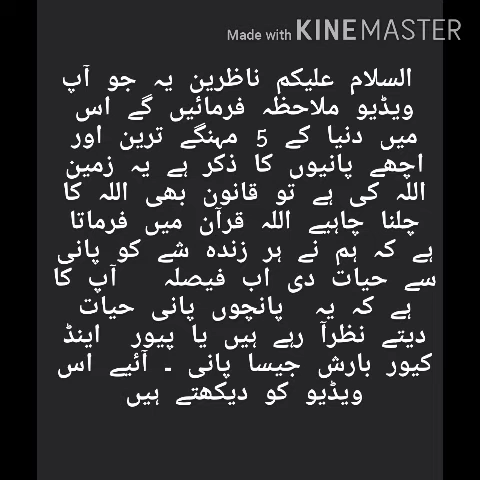 Made with KINEMASTER
السلام علیکم ناظرین یہ جو آپ
ویڈیو ملاحظہ فرمائیں گے اس
میں دنیا کے 5 مہنگے ترین اور
اچھے پانیوں کا ذکر ہے یہ زمین
اللہ کی ہے تو قانون بھی اللہ کا
چلنا چاہیے اللہ قرآن میں فرماتا
ہے کہ ہم نے ہر زندہ شے کو پانی
سے حیات دی اب فیصلہ آپ کا
ہے کہ یہ پانچوں پانی حیات
دیتے نظرآ رہے ہیں یا پیور اینڈ
کیور بارش جیسا پانی ۔ آئیے اس
ویڈیو کو دیکھتے ہیں